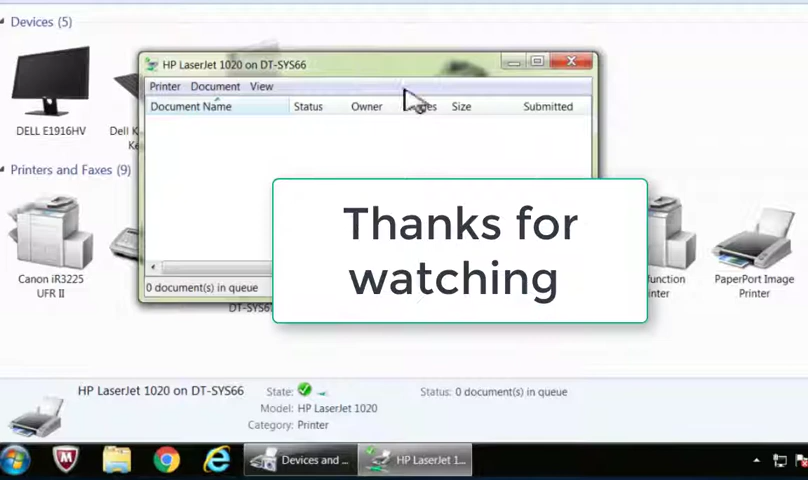 Devices (5)
HP LaserJet 1020 on DT-SYS66
Printer Document View
Document Name Status Owner Size Submitted
DELL E1916HV
Dell
Printers and Faxes (9)
Thanks for
watching
Canon iR3225
UFR II
PaperPort Image
Printer
0 document(s) in queue
HP LaserJet 1020 on DT-SYS66
State:
Status: 0 document(s) in queue
Model: HP LaserJet 1020
Category: Printer
Devices and ...
HP LaserJet 1...